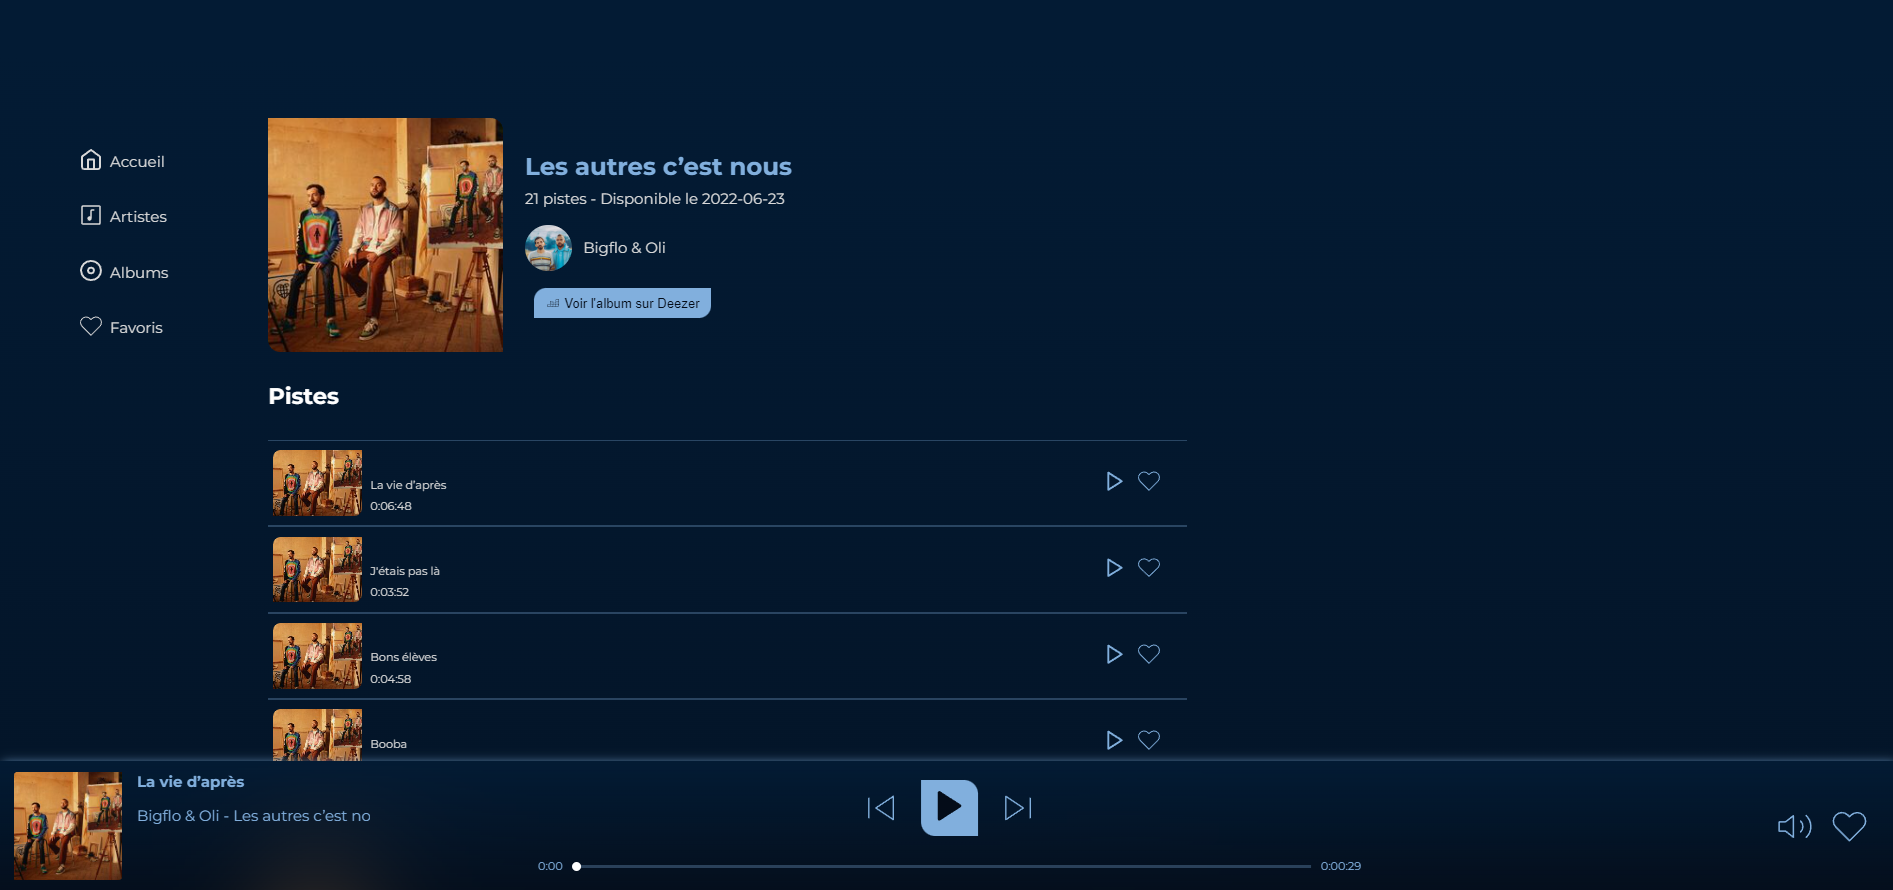 Accueil
Artistes
Albums
Favoris
Les autres c’est nous
21 pistes - Disponible le 2022-06-23
Bigflo & Oli
Voir l'album sur Deezer
Pistes
La vie d’après
0:06:48
J'étais pas là
0:03:52
Bons élèves
0:04:58
Booba
La vie d’après
Bigflo & Oli - Les autres c’est no
0:00
0:00:29